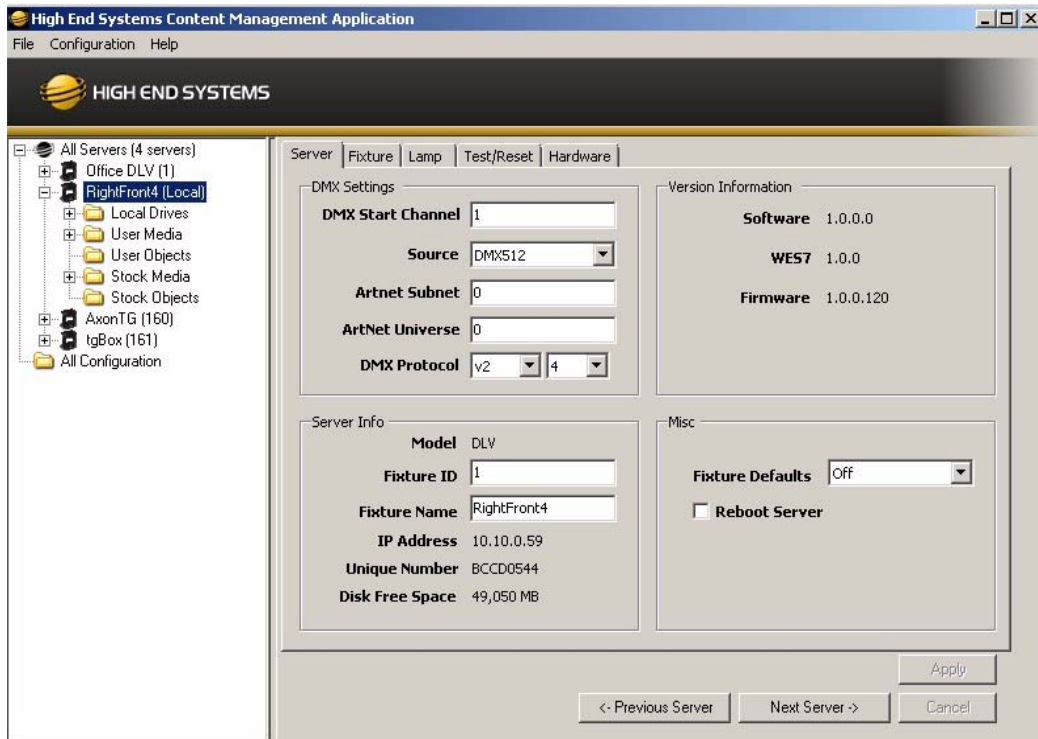 High End Systems Content Management Application
File Configuration Help
HIGH END SYSTEMS
All Servers (4 servers)
Office DLV (1)
RightFront4 (Local)
Local Drives
User Media
User Objects
Stock Media
Stock Objects
AxonTG (160)
tgBox (161)
All Configuration
Server Fixture Lamp Test/Reset Hardware
DMX Settings
DMX Start Channel 1
Source DMX512
Artnet Subnet 0
ArtNet Universe 0
DMX Protocol v2 4
Version Information
Software 1.0.0.0
WES7 1.0.0
Firmware 1.0.0.120
Server Info
Model DLV
Fixture ID 1
Fixture Name RightFront4
IP Address 10.10.0.59
Unique Number BCCD0544
Disk Free Space 49,050 MB
Misc
Fixture Defaults Off
Reboot Server
Apply
<- Previous Server Next Server -> Cancel